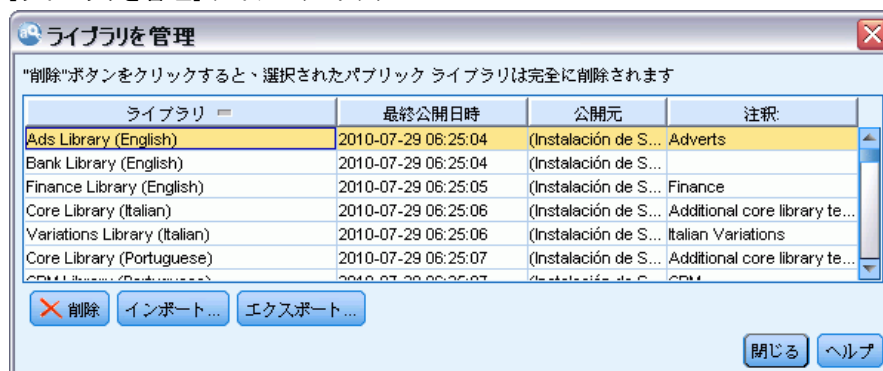 ライブラリを管理
"削除"ボタンをクリックすると、選択されたパブリック ライブラリは完全に削除されます
ライブラリ 最終公開日時 公開元 注釈:
Ads Library (English) 2010-07-29 06:25:04 (Instalación de S... Adverts
Bank Library (English) 2010-07-29 06:25:04 (Instalación de S...
Finance Library (English) 2010-07-29 06:25:05 (Instalación de S... Finance
Core Library (Italian) 2010-07-29 06:25:06 (Instalación de S... Additional core library te...
Variations Library (Italian) 2010-07-29 06:25:06 (Instalación de S... Italian Variations
Core Library (Portuguese) 2010-07-29 06:25:07 (Instalación de S... Additional core library te...
削除 インポート... エクスポート...
閉じる ヘルプ